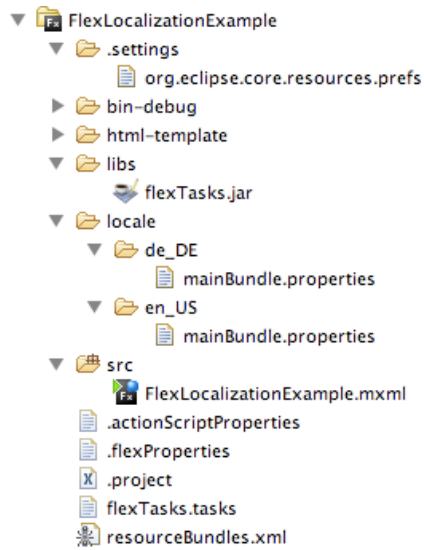 FlexLocalizationExample
.settings
org.eclipse.core.resources.prefs
bin-debug
html-template
libs
flexTasks.jar
locale
de_DE
mainBundle.properties
en_US
mainBundle.properties
src
FlexLocalizationExample.mxml
.actionScriptProperties
.flexProperties
.project
flexTasks.tasks
resourceBundles.xml